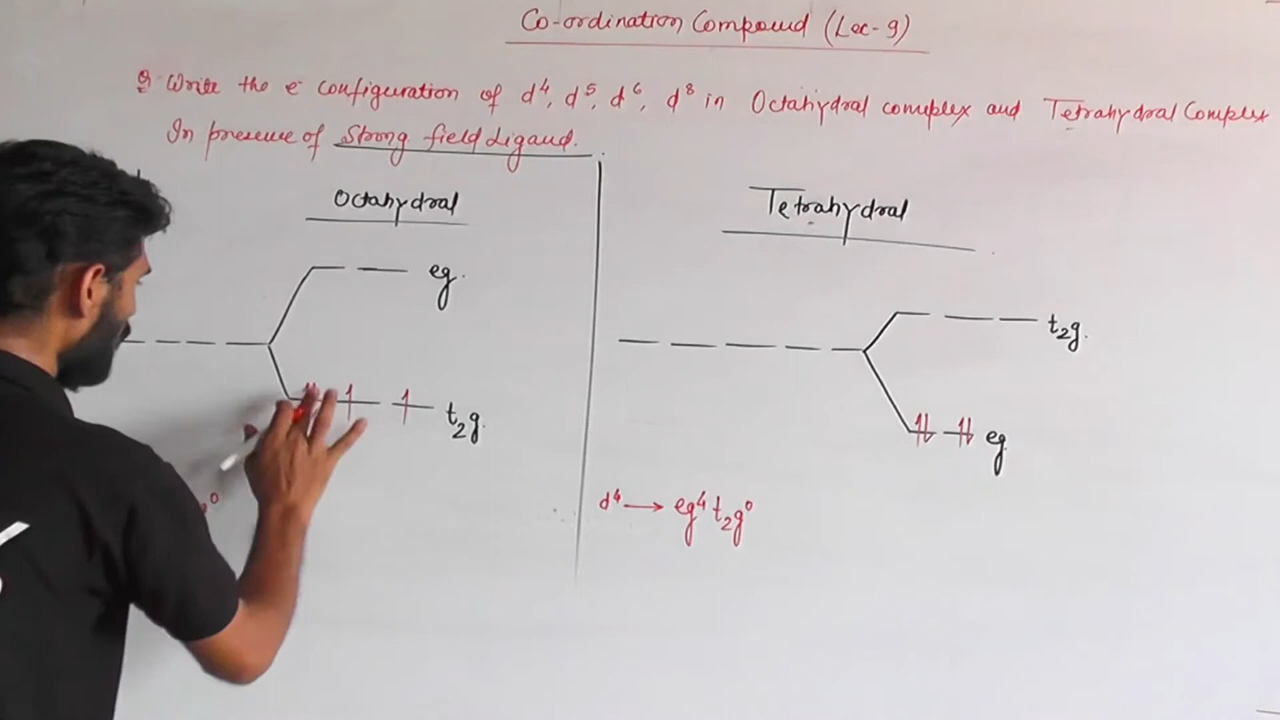 Co-ordination Compound (Lec-9)
Q Write the e⁻ configuration of d⁴, d⁵, d⁶, d⁸ in Octahydral complex and Tetrahydral Complex
In presence of Strong field Ligand.
Octahydral
Tetrahydral
eg.
t₂g.
t₂g.
eg
d⁴ → eg⁴ t₂g⁰